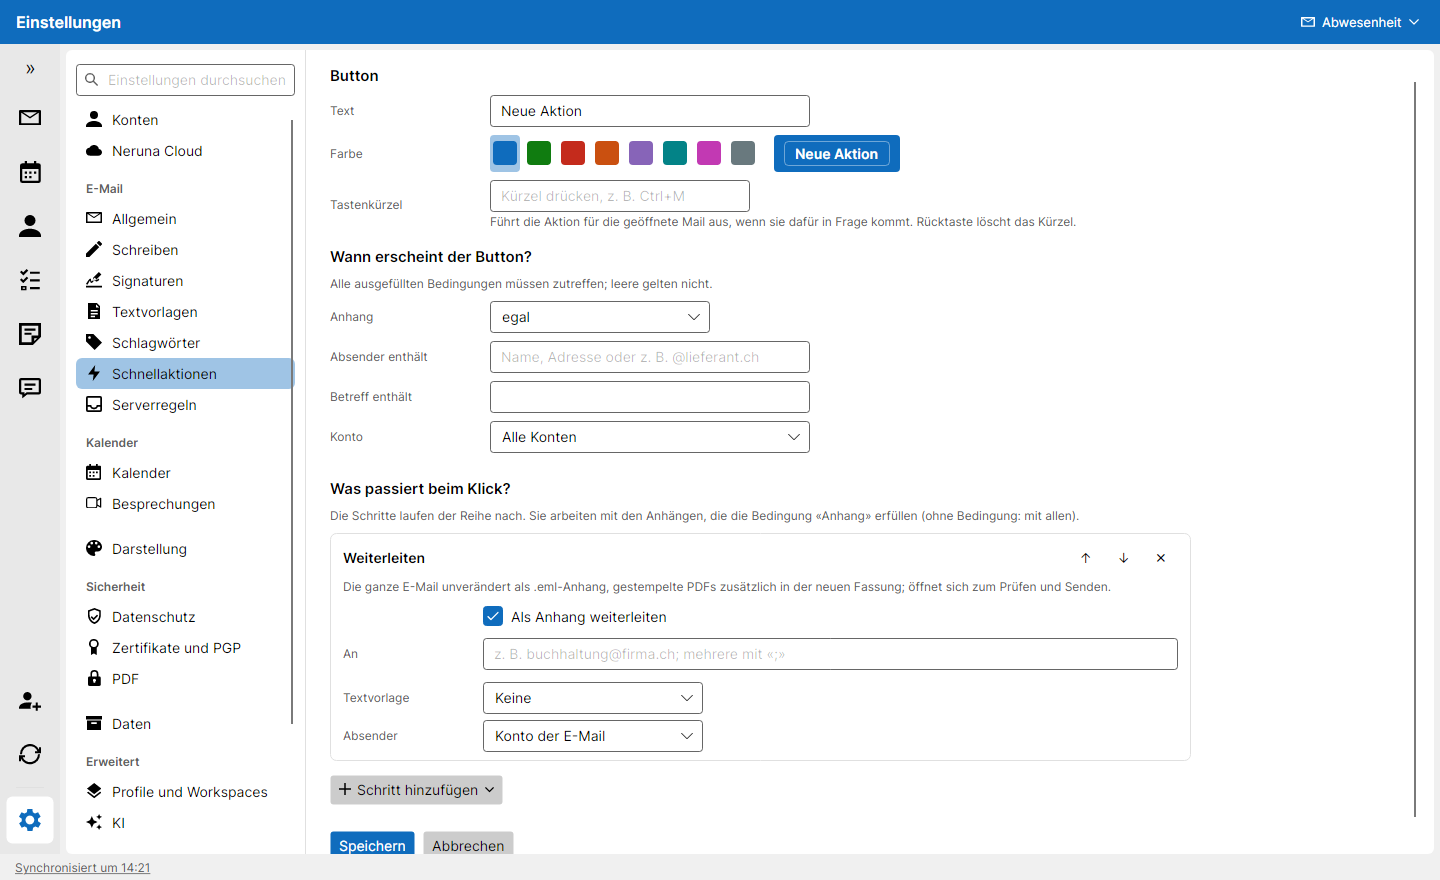 Einstellungen
Abwesenheit
Einstellungen durchsuchen
Konten
Neruna Cloud
E-Mail
Allgemein
Schreiben
Signaturen
Textvorlagen
Schlagwörter
Schnellaktionen
Serverregeln
Kalender
Kalender
Besprechungen
Darstellung
Sicherheit
Datenschutz
Zertifikate und PGP
PDF
Daten
Erweitert
Profile und Workspaces
KI
Button
Text
Neue Aktion
Farbe
Neue Aktion
Tastenkürzel
Kürzel drücken, z. B. Ctrl+M
Führt die Aktion für die geöffnete Mail aus, wenn sie dafür in Frage kommt. Rücktaste löscht das Kürzel.
Wann erscheint der Button?
Alle ausgefüllten Bedingungen müssen zutreffen; leere gelten nicht.
Anhang
egal
Absender enthält
Name, Adresse oder z. B. @lieferant.ch
Betreff enthält
Konto
Alle Konten
Was passiert beim Klick?
Die Schritte laufen der Reihe nach. Sie arbeiten mit den Anhängen, die die Bedingung «Anhang» erfüllen (ohne Bedingung: mit allen).
Weiterleiten
Die ganze E-Mail unverändert als .eml-Anhang, gestempelte PDFs zusätzlich in der neuen Fassung; öffnet sich zum Prüfen und Senden.
Als Anhang weiterleiten
An
z. B. buchhaltung@firma.ch; mehrere mit «;»
Textvorlage
Keine
Absender
Konto der E-Mail
Schritt hinzufügen
Speichern
Abbrechen
Synchronisiert um 14:21